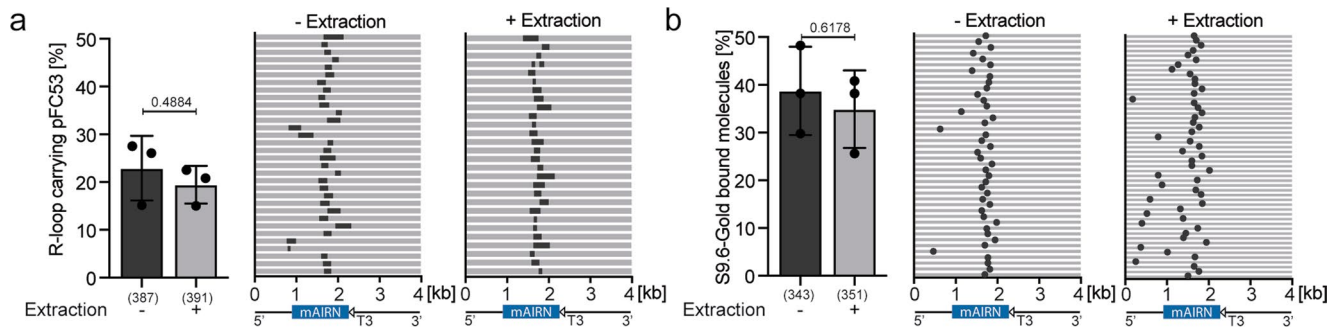 a
R-loop carrying pFC53 [%]
50
40
30
20
10
0
0.4884
(387) (391)
Extraction - +
- Extraction
0 1 2 3 4 [kb]
5' mAIRN T3 3'
+ Extraction
0 1 2 3 4 [kb]
5' mAIRN T3 3'
b
S9.6-Gold bound molecules [%]
50
40
30
20
10
0
0.6178
(343) (351)
Extraction - +
- Extraction
0 1 2 3 4 [kb]
5' mAIRN T3 3'
+ Extraction
0 1 2 3 4 [kb]
5' mAIRN T3 3'